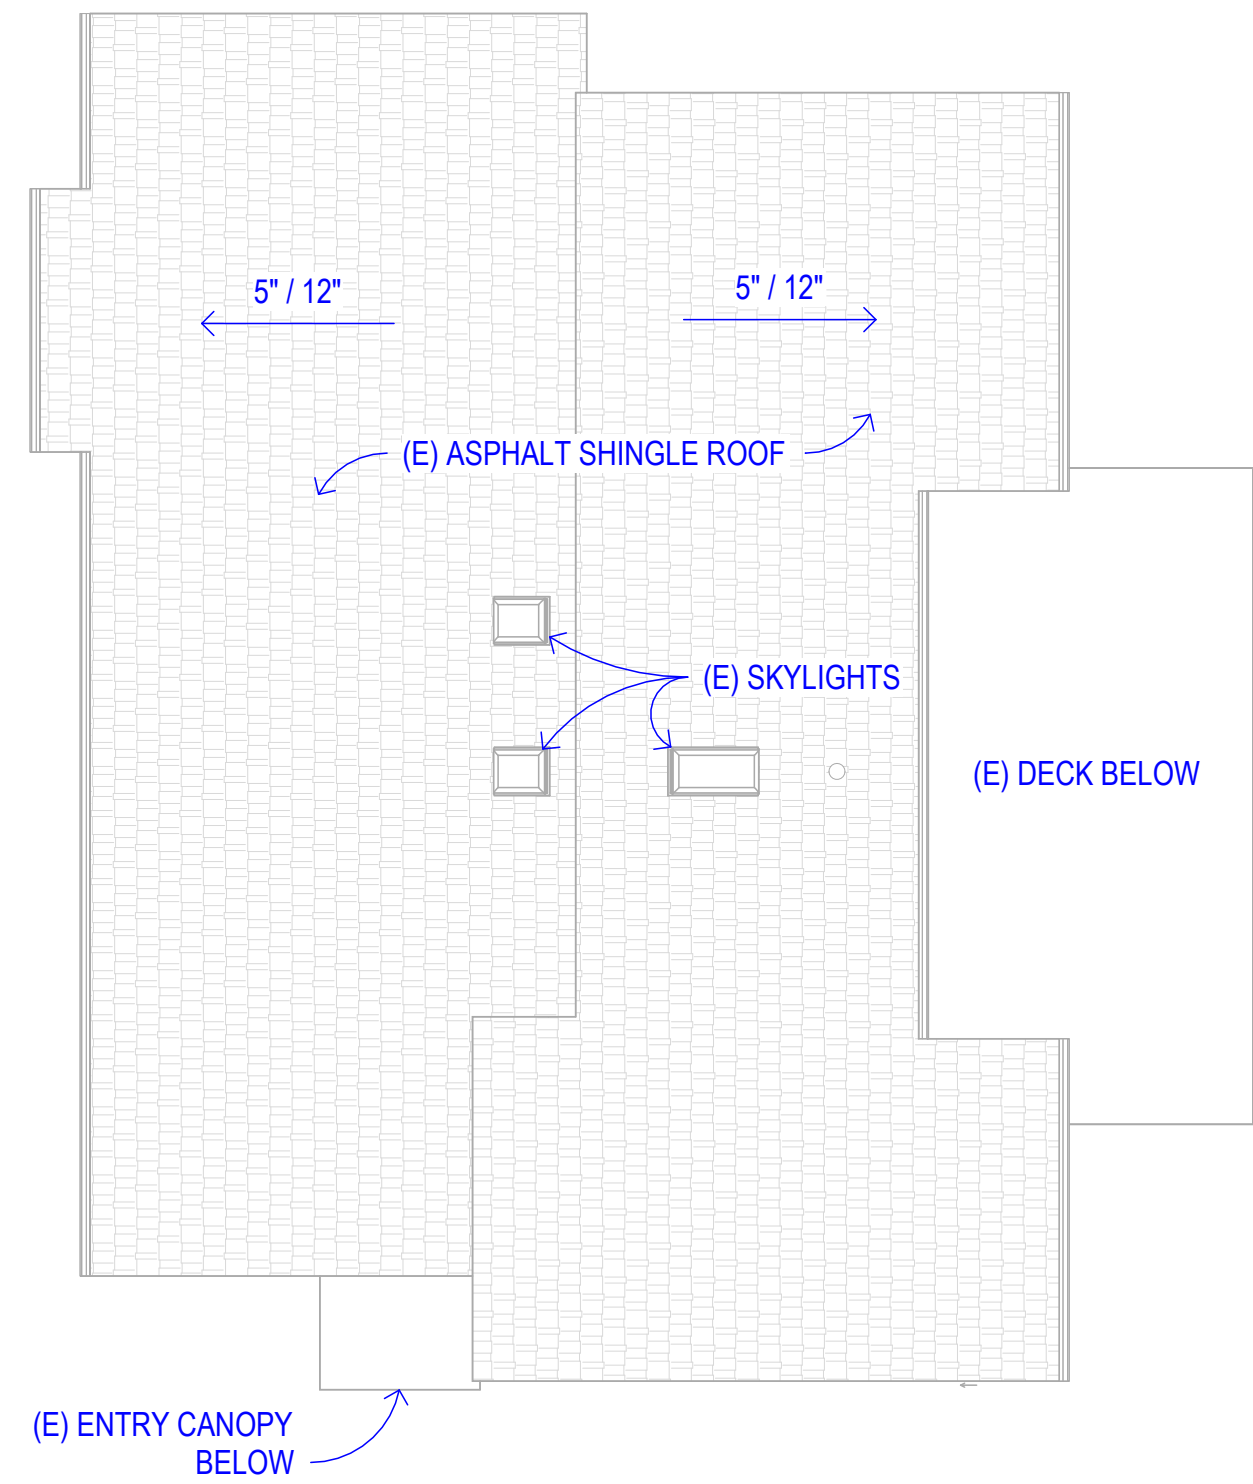 5" / 12"
5" / 12"
(E) ASPHALT SHINGLE ROOF
(E) SKYLIGHTS
(E) DECK BELOW
(E) ENTRY CANOPY
BELOW